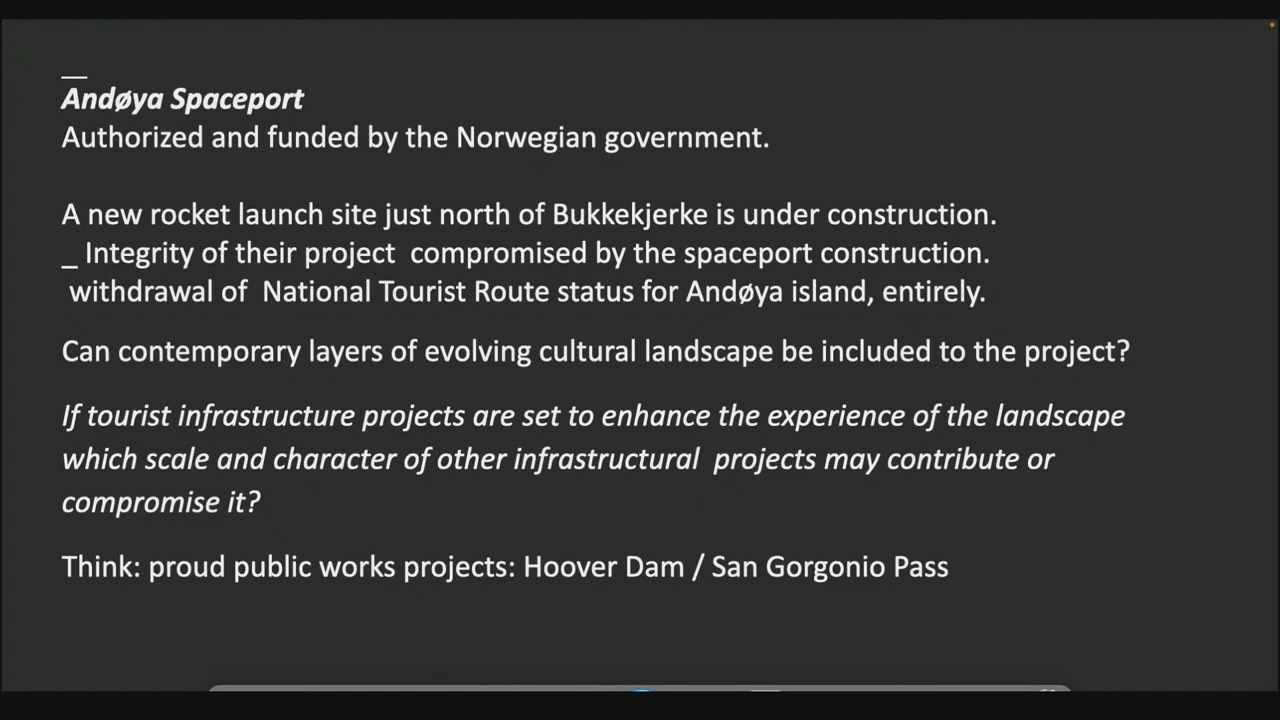 __
Andøya Spaceport
Authorized and funded by the Norwegian government.
A new rocket launch site just north of Bukkekjerke is under construction.
_ Integrity of their project  compromised by the spaceport construction.
withdrawal of  National Tourist Route status for Andøya island, entirely.
Can contemporary layers of evolving cultural landscape be included to the project?
If tourist infrastructure projects are set to enhance the experience of the landscape
which scale and character of other infrastructural  projects may contribute or
compromise it?
Think: proud public works projects: Hoover Dam / San Gorgonio Pass